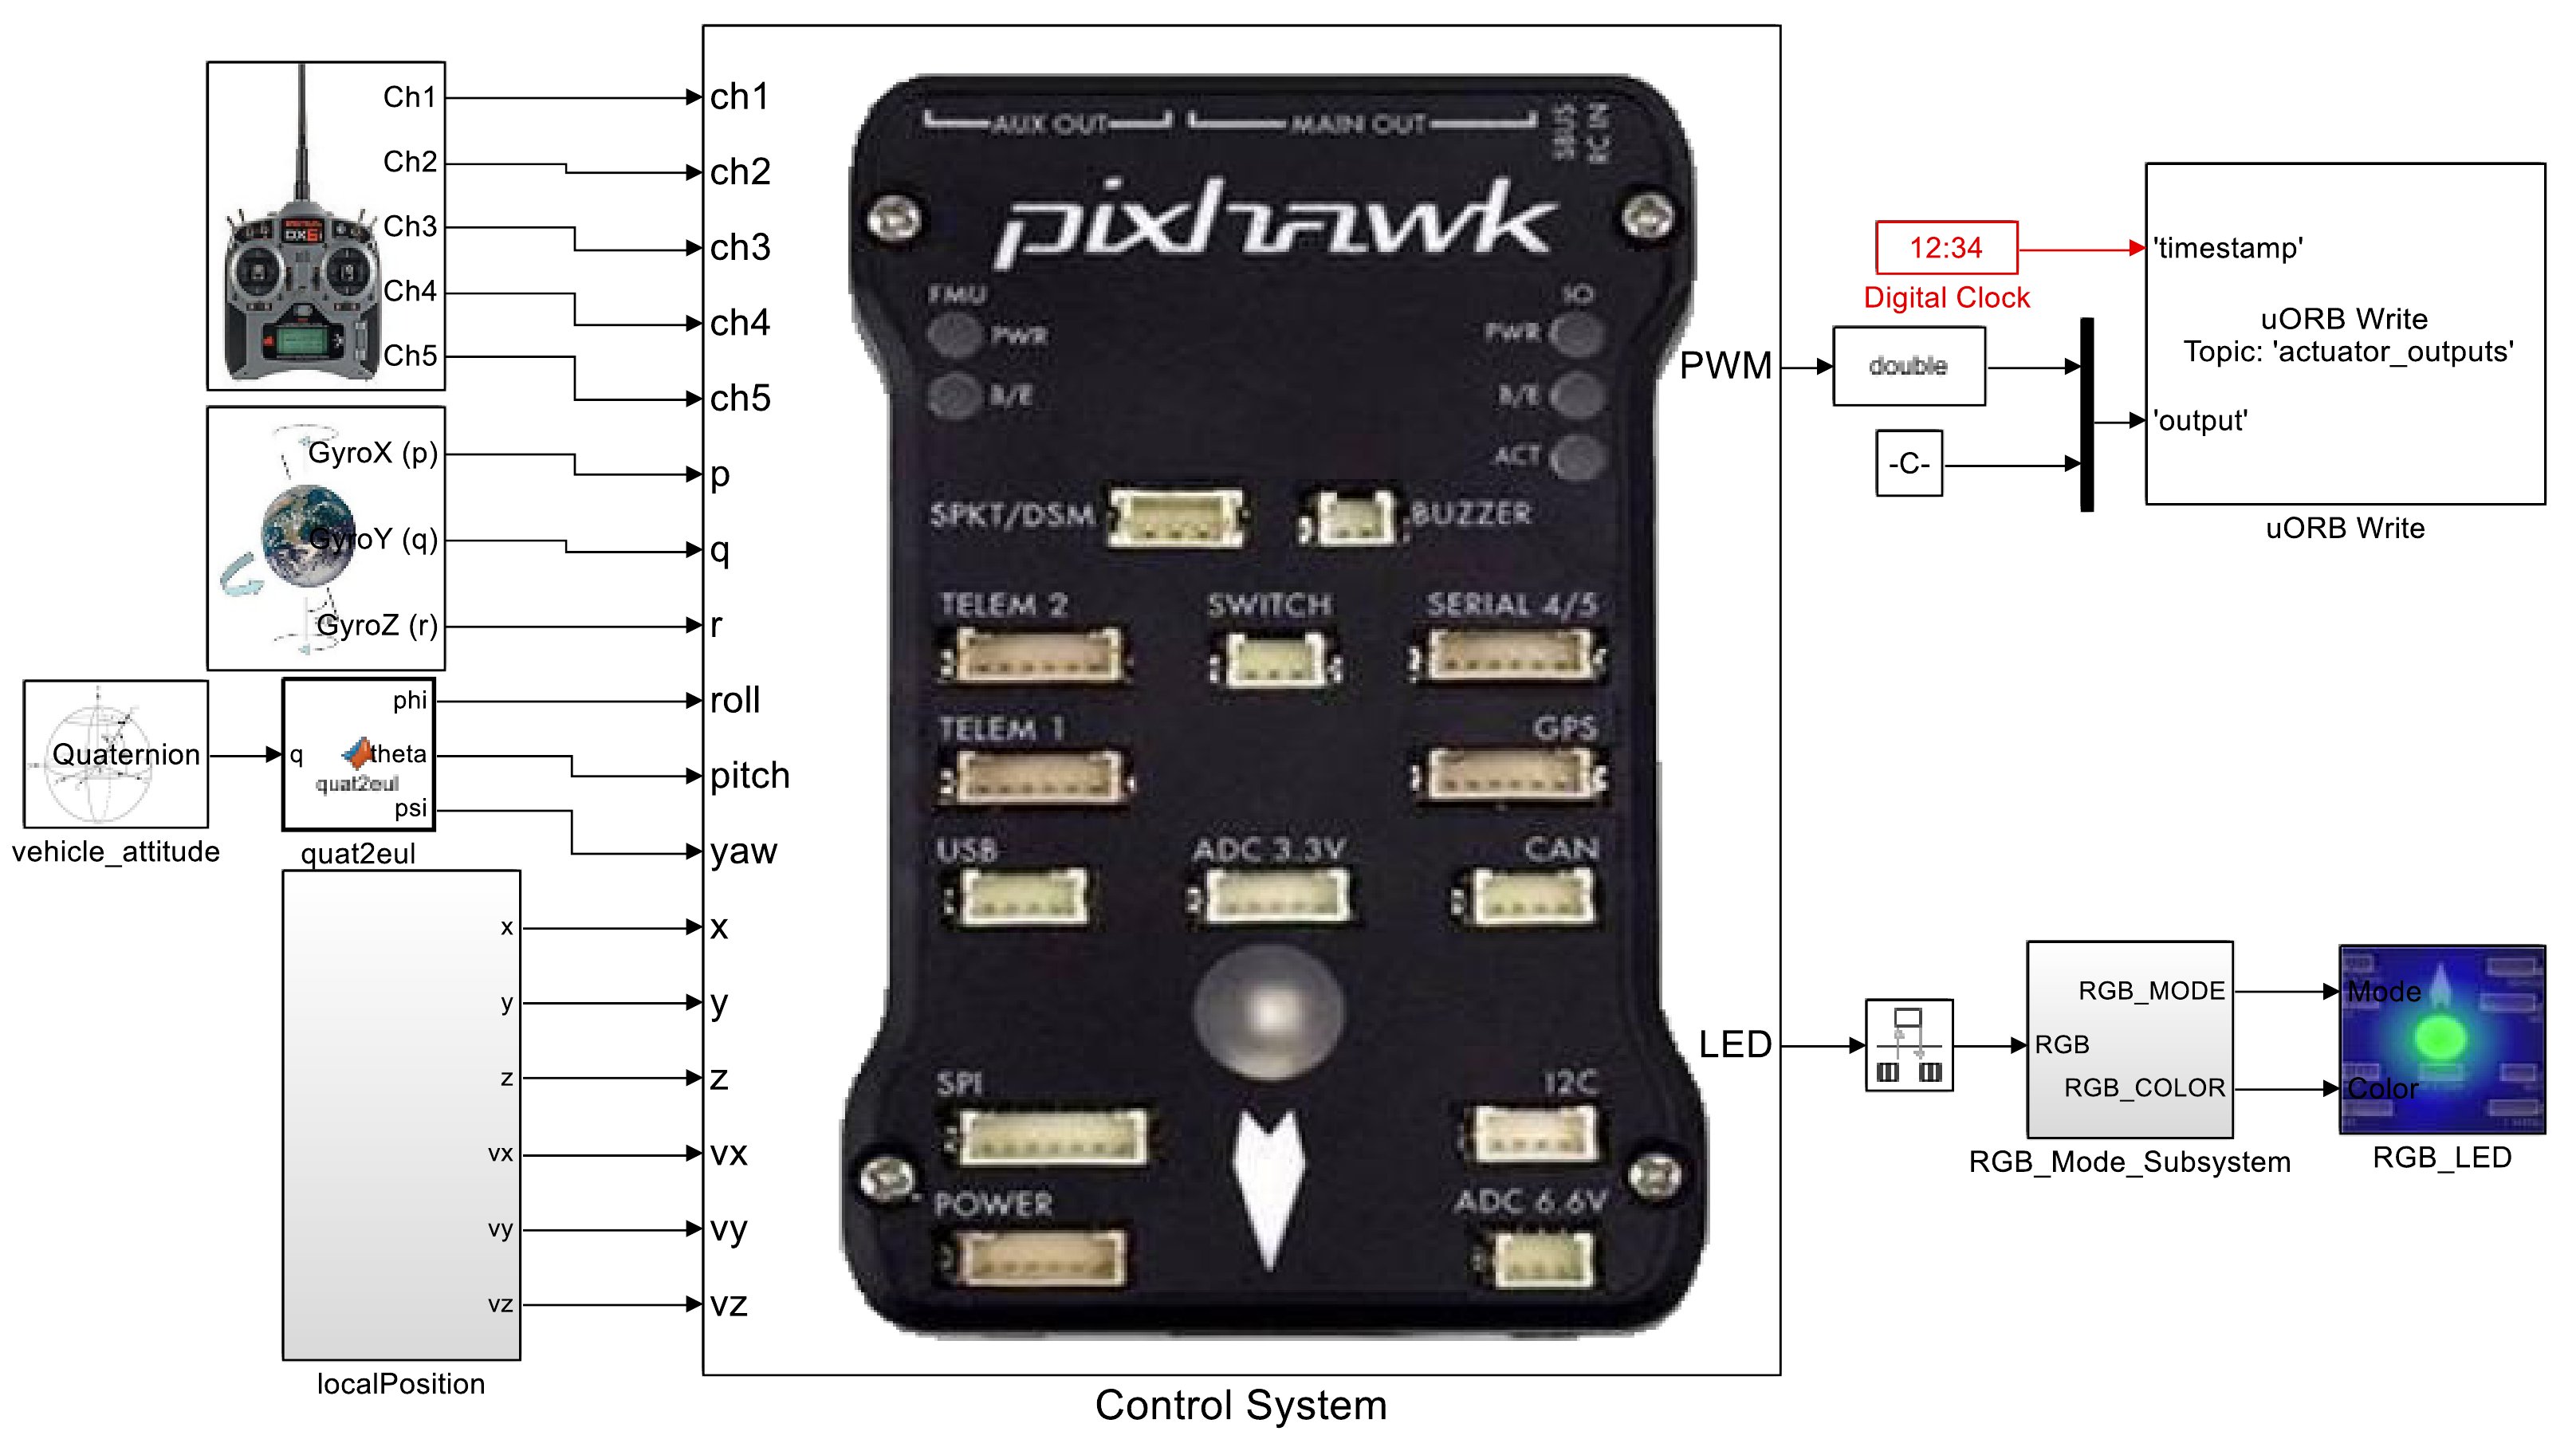 Ch1
Ch2
Ch3
Ch4
Ch5
GyroX (p)
GyroY (q)
GyroZ (r)
Quaternion
vehicle_attitude
q
phi
theta
psi
quat2eul
quat2eul
x
y
z
vx
vy
vz
localPosition
ch1
ch2
ch3
ch4
ch5
p
q
r
roll
pitch
yaw
x
y
z
vx
vy
vz
AUX OUT
MAIN OUT
SBUS
RC IN
pixhawk
FMU
PWR
B/E
IO
PWR
B/E
ACT
SPKT/DSM
BUZZER
TELEM 2
SWITCH
SERIAL 4/5
TELEM 1
GPS
USB
ADC 3.3V
CAN
SPI
I2C
POWER
ADC 6.6V
PWM
LED
Control System
12:34
Digital Clock
double
-C-
'timestamp'
uORB Write
Topic: 'actuator_outputs'
'output'
uORB Write
RGB
RGB_MODE
RGB_COLOR
RGB_Mode_Subsystem
Mode
Color
RGB_LED